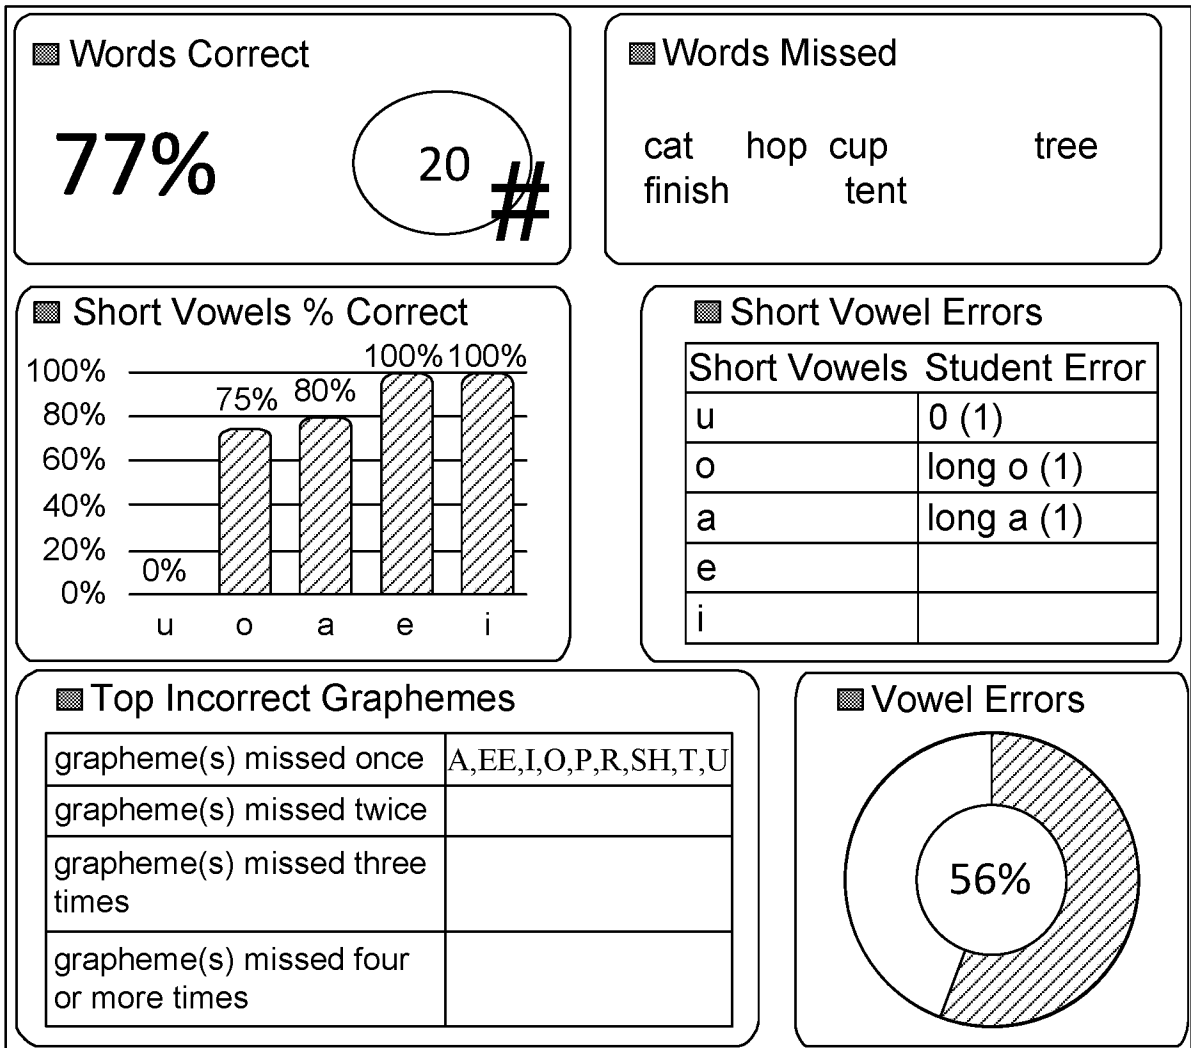 Words Correct
77%
20
#
Words Missed
cat hop cup tree
finish tent
Short Vowels % Correct
100%
80%
60%
40%
20%
0%
0%
75%
80%
100%
100%
u o a e i
Short Vowel Errors
Short Vowels Student Error
u 0 (1)
o long o (1)
a long a (1)
e
i
Top Incorrect Graphemes
grapheme(s) missed once A,EE,I,O,P,R,SH,T,U
grapheme(s) missed twice
grapheme(s) missed three
times
grapheme(s) missed four
or more times
Vowel Errors
56%